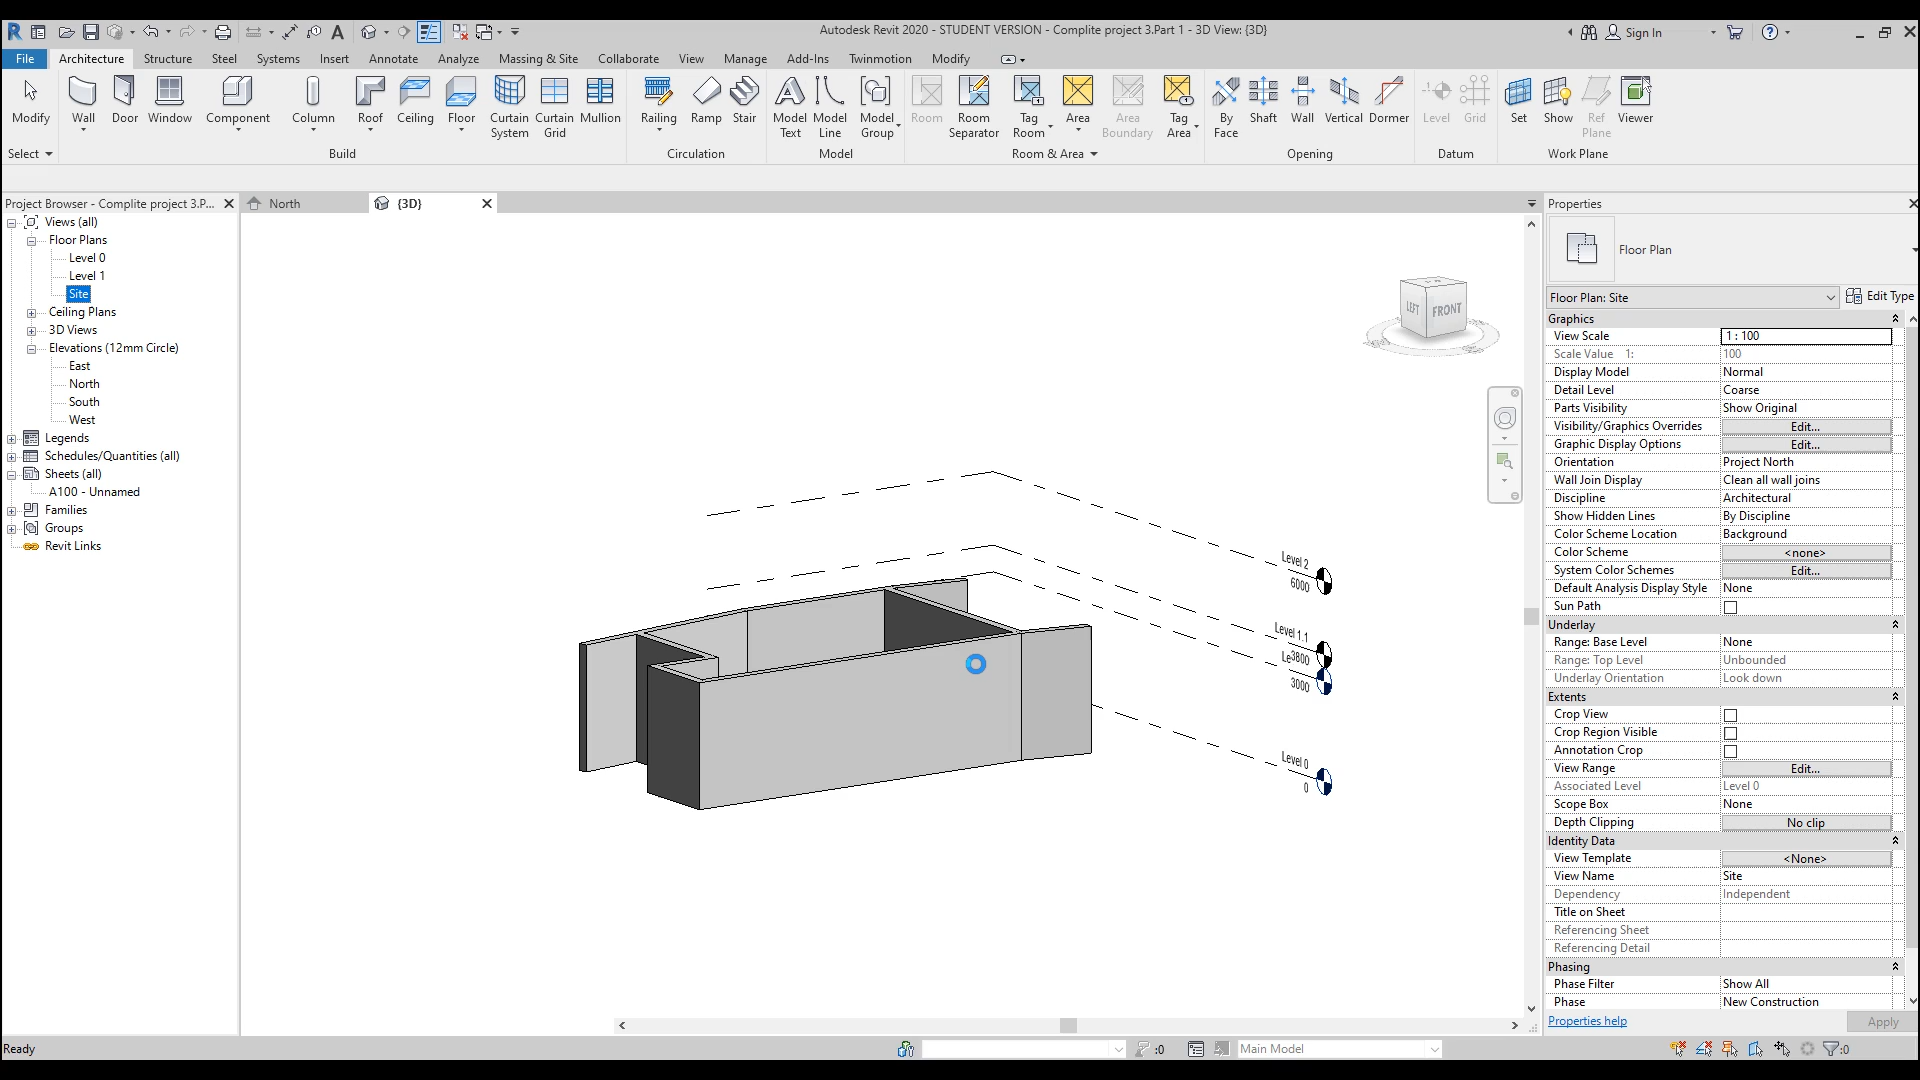 Autodesk Revit 2020 - STUDENT VERSION - Complite project 3.Part 1 - 3D View: {3D}
Sign In
File Architecture Structure Steel Systems Insert Annotate Analyze Massing & Site Collaborate View Manage Add-Ins Twinmotion Modify
Modify Wall Door Window Component Column Roof Ceiling Floor Curtain System Curtain Grid Mullion Railing Ramp Stair Model Text Model Line Model Group Room Room Separator Tag Room Area Area Boundary Tag Area By Face Shaft Wall Vertical Dormer Level Grid Set Show Ref Plane Viewer
Select Build Circulation Model Room & Area Opening Datum Work Plane
Project Browser - Complite project 3.P...
Views (all)
Floor Plans
Level 0
Level 1
Site
Ceiling Plans
3D Views
Elevations (12mm Circle)
East
North
South
West
Legends
Schedules/Quantities (all)
Sheets (all)
A100 - Unnamed
Families
Groups
Revit Links
North
{3D}
LEFT FRONT
Level 2
6000
Level 1.1
3800
Le
3000
Level 0
0
Properties
Floor Plan
Floor Plan: Site
Edit Type
Graphics
View Scale 1 : 100
Scale Value 1: 100
Display Model Normal
Detail Level Coarse
Parts Visibility Show Original
Visibility/Graphics Overrides Edit...
Graphic Display Options Edit...
Orientation Project North
Wall Join Display Clean all wall joins
Discipline Architectural
Show Hidden Lines By Discipline
Color Scheme Location Background
Color Scheme <none>
System Color Schemes Edit...
Default Analysis Display Style None
Sun Path
Underlay
Range: Base Level None
Range: Top Level Unbounded
Underlay Orientation Look down
Extents
Crop View
Crop Region Visible
Annotation Crop
View Range Edit...
Associated Level Level 0
Scope Box None
Depth Clipping No clip
Identity Data
View Template <None>
View Name Site
Dependency Independent
Title on Sheet
Referencing Sheet
Referencing Detail
Phasing
Phase Filter Show All
Phase New Construction
Properties help
Apply
Ready
:0
Main Model
:0